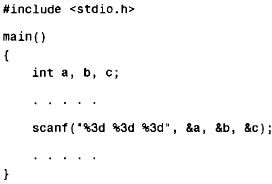 #include <stdio.h>
main()
{
int a, b, c;
. . . . .
scanf("%3d %3d %3d", &a, &b, &c);
. . . . .
}